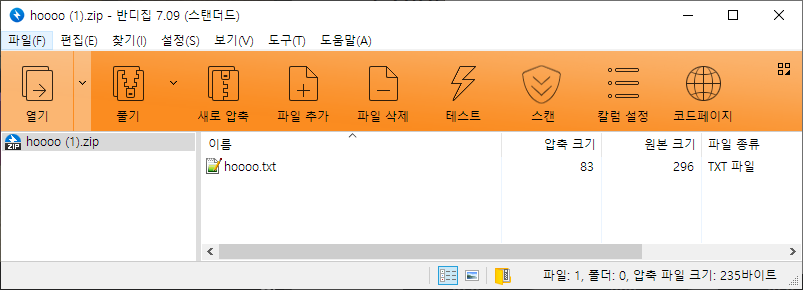 hoooo (1).zip - 반디집 7.09 (스탠더드)
파일(F) 편집(E) 찾기(I) 설정(S) 보기(V) 도구(T) 도움말(A)
열기 풀기 새로 압축 파일 추가 파일 삭제 테스트 스캔 칼럼 설정 코드페이지
ZIP hoooo (1).zip
이름 압축 크기 원본 크기 파일 종류
hoooo.txt 83 296 TXT 파일
파일: 1, 폴더: 0, 압축 파일 크기: 235바이트